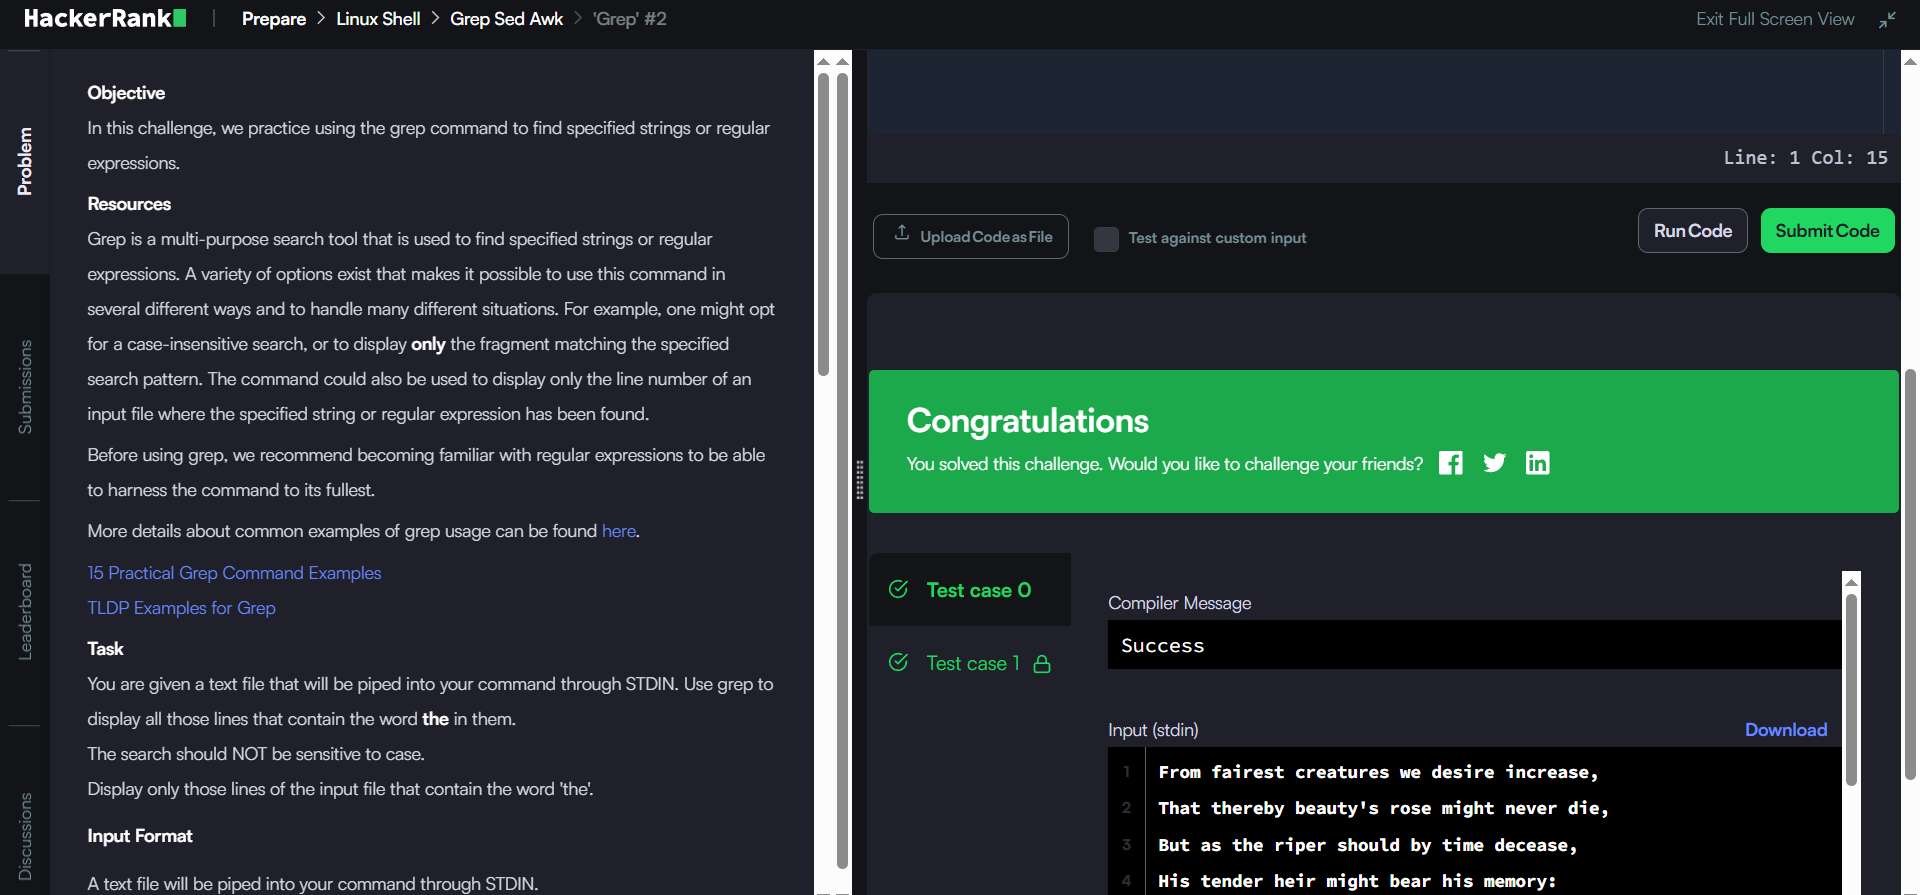 HackerRank | Prepare > Linux Shell > Grep Sed Awk > 'Grep' #2 Exit Full Screen View
Problem
Submissions
Leaderboard
Discussions
Objective
In this challenge, we practice using the grep command to find specified strings or regular
expressions.
Resources
Grep is a multi-purpose search tool that is used to find specified strings or regular
expressions. A variety of options exist that makes it possible to use this command in
several different ways and to handle many different situations. For example, one might opt
for a case-insensitive search, or to display only the fragment matching the specified
search pattern. The command could also be used to display only the line number of an
input file where the specified string or regular expression has been found.
Before using grep, we recommend becoming familiar with regular expressions to be able
to harness the command to its fullest.
More details about common examples of grep usage can be found here.
15 Practical Grep Command Examples
TLDP Examples for Grep
Task
You are given a text file that will be piped into your command through STDIN. Use grep to
display all those lines that contain the word the in them.
The search should NOT be sensitive to case.
Display only those lines of the input file that contain the word 'the'.
Input Format
A text file will be piped into your command through STDIN.
Line: 1 Col: 15
Upload Code as File
Test against custom input
Run Code
Submit Code
Congratulations
You solved this challenge. Would you like to challenge your friends?
Test case 0
Test case 1
Compiler Message
Success
Input (stdin)
Download
1 From fairest creatures we desire increase,
2 That thereby beauty's rose might never die,
3 But as the riper should by time decease,
4 His tender heir might bear his memory: